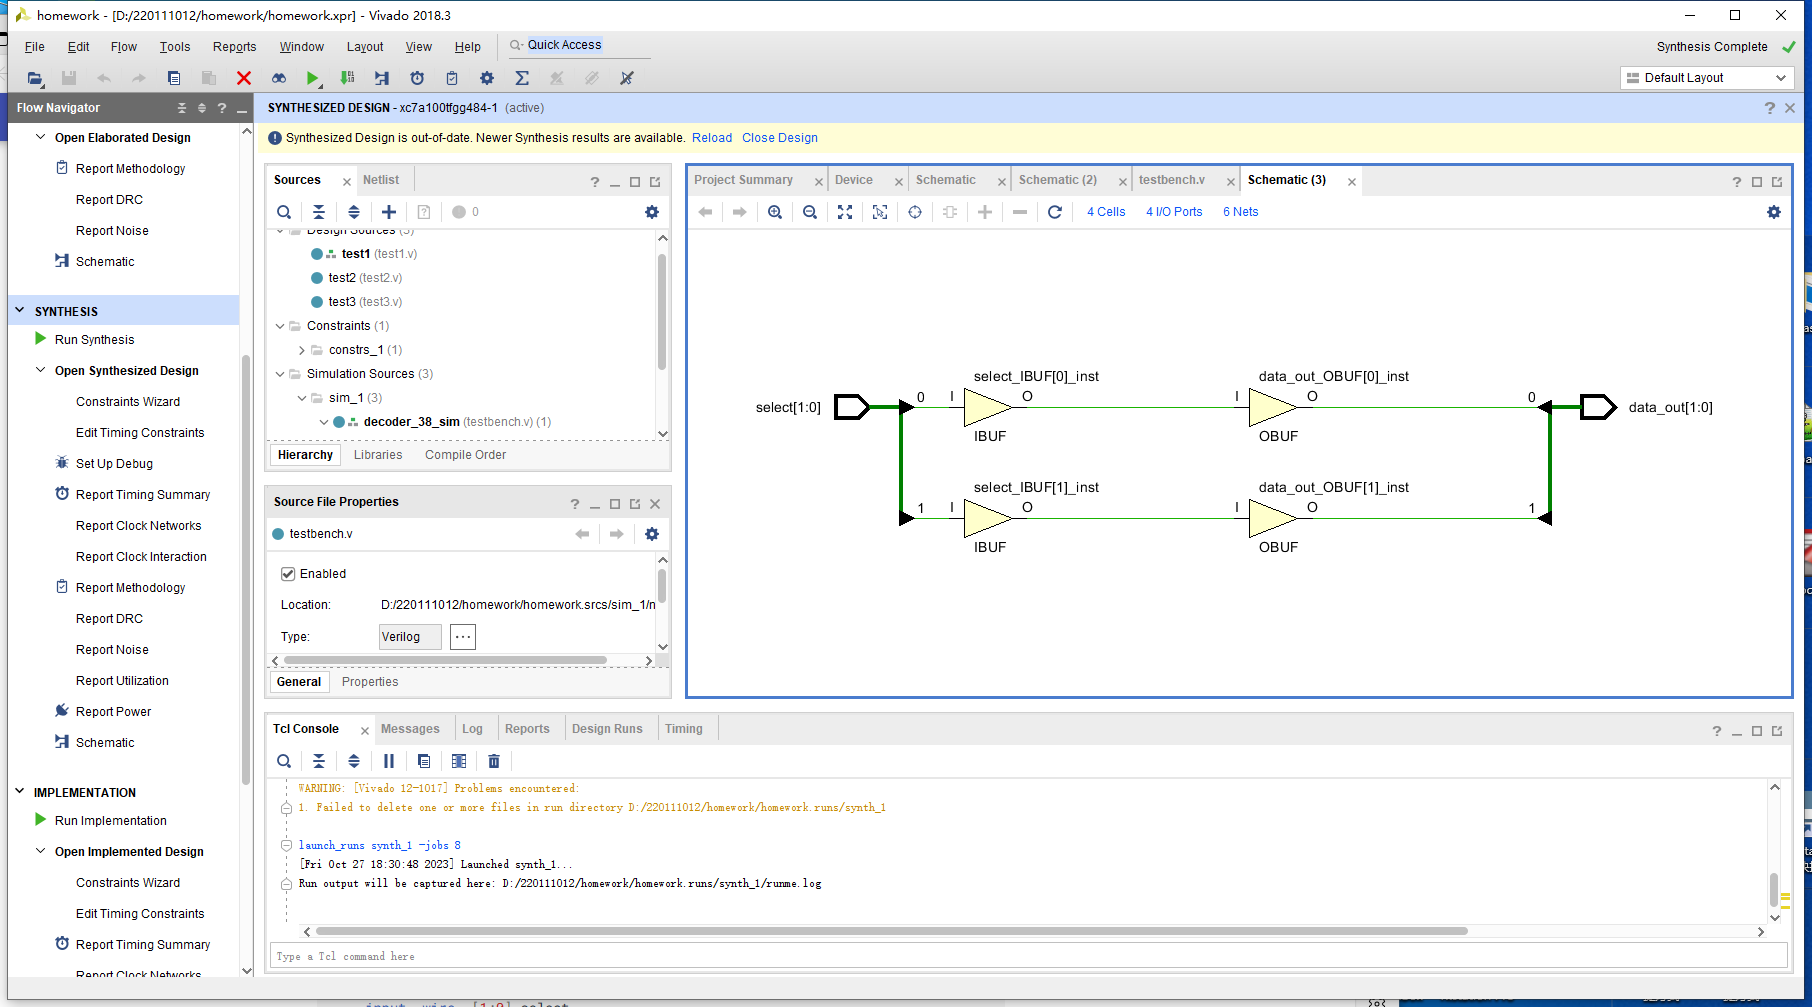 homework - [D:/220111012/homework/homework.xpr] - Vivado 2018.3
File Edit Flow Tools Reports Window Layout View Help Quick Access
Synthesis Complete
Default Layout
Flow Navigator
Open Elaborated Design
Report Methodology
Report DRC
Report Noise
Schematic
SYNTHESIS
Run Synthesis
Open Synthesized Design
Constraints Wizard
Edit Timing Constraints
Set Up Debug
Report Timing Summary
Report Clock Networks
Report Clock Interaction
Report Methodology
Report DRC
Report Noise
Report Utilization
Report Power
Schematic
IMPLEMENTATION
Run Implementation
Open Implemented Design
Constraints Wizard
Edit Timing Constraints
Report Timing Summary
Report Clock Networks
SYNTHESIZED DESIGN - xc7a100tfgg484-1 (active)
Synthesized Design is out-of-date. Newer Synthesis results are available. Reload Close Design
Sources Netlist
0
Design Sources (3)
test1 (test1.v)
test2 (test2.v)
test3 (test3.v)
Constraints (1)
constrs_1 (1)
Simulation Sources (3)
sim_1 (3)
decoder_38_sim (testbench.v) (1)
Hierarchy Libraries Compile Order
Source File Properties
testbench.v
Enabled
Location: D:/220111012/homework/homework.srcs/sim_1/n
Type: Verilog ...
General Properties
Project Summary Device Schematic Schematic (2) testbench.v Schematic (3)
4 Cells 4 I/O Ports 6 Nets
select_IBUF[0]_inst data_out_OBUF[0]_inst
select[1:0] 0 I O I O 0 data_out[1:0]
IBUF OBUF
select_IBUF[1]_inst data_out_OBUF[1]_inst
1 I O I O 1
IBUF OBUF
Tcl Console Messages Log Reports Design Runs Timing
WARNING: [Vivado 12-1017] Problems encountered:
1. Failed to delete one or more files in run directory D:/220111012/homework/homework.runs/synth_1
launch_runs synth_1 -jobs 8
[Fri Oct 27 18:30:48 2023] Launched synth_1...
Run output will be captured here: D:/220111012/homework/homework.runs/synth_1/runme.log
Type a Tcl command here